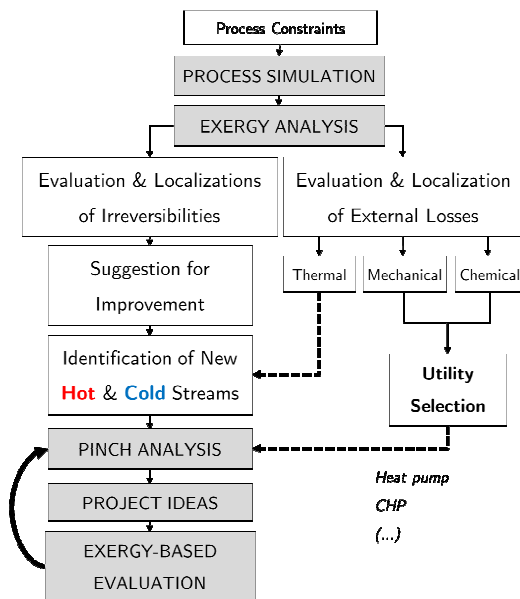 Process Constraints
PROCESS SIMULATION
EXERGY ANALYSIS
Evaluation & Localizations
of Irreversibilities
Evaluation & Localization
of External Losses
Suggestion for
Improvement
Thermal
Mechanical
Chemical
Identification of New
Hot & Cold Streams
Utility
Selection
PINCH ANALYSIS
Heat pump
CHP
(...)
PROJECT IDEAS
EXERGY-BASED
EVALUATION